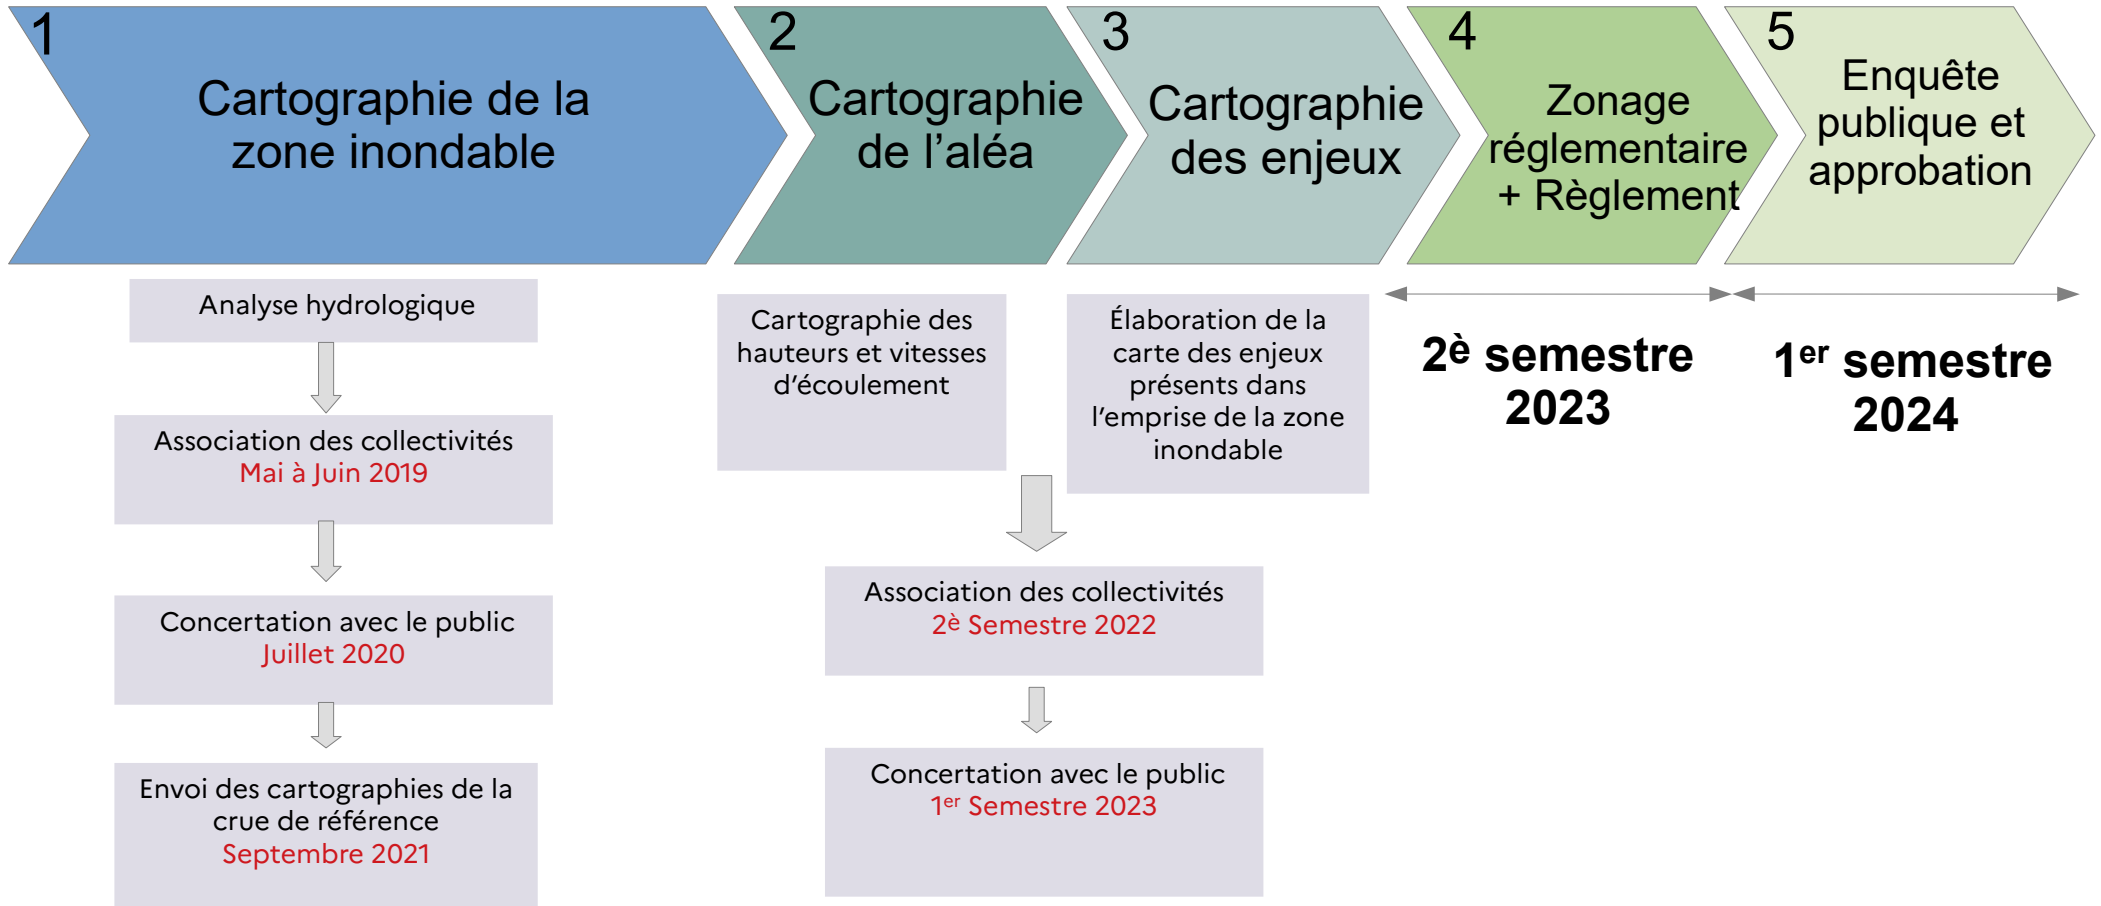 1
Cartographie de la
zone inondable
2
Cartographie
de l’aléa
3
Cartographie
des enjeux
4
Zonage
réglementaire
+ Règlement
5
Enquête
publique et
approbation
Analyse hydrologique
Association des collectivités
Mai à Juin 2019
Concertation avec le public
Juillet 2020
Envoi des cartographies de la
crue de référence
Septembre 2021
Cartographie des
hauteurs et vitesses
d’écoulement
Élaboration de la
carte des enjeux
présents dans
l’emprise de la zone
inondable
Association des collectivités
2è Semestre 2022
Concertation avec le public
1er Semestre 2023
2è semestre
2023
1er semestre
2024